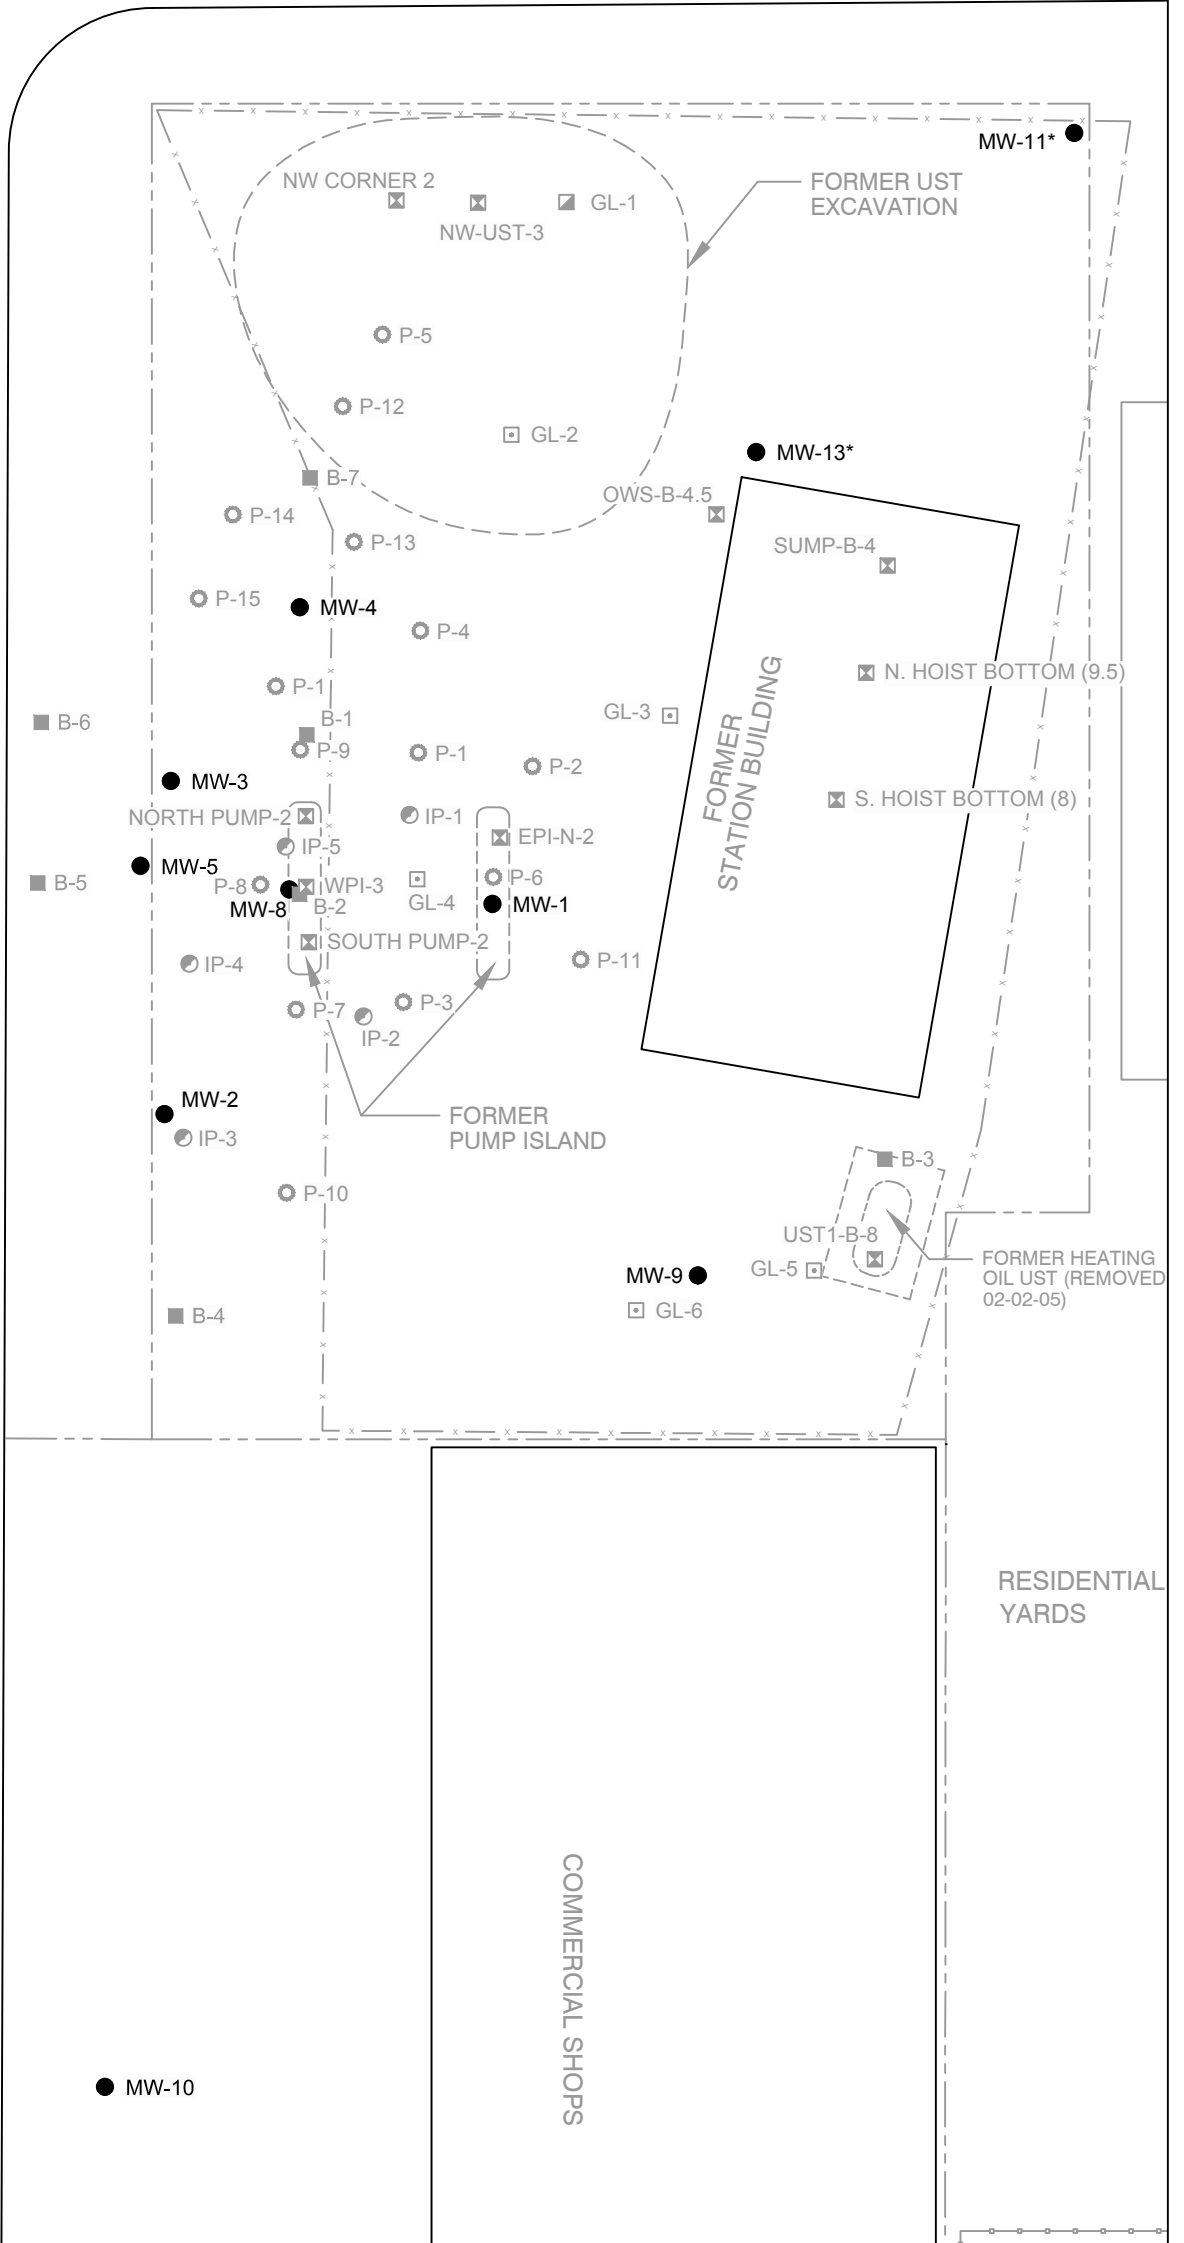 MW-11*
NW CORNER 2
FORMER UST
EXCAVATION
GL-1
NW-UST-3
P-5
P-12
GL-2
MW-13*
B-7
OWS-B-4.5
P-14
P-13
SUMP-B-4
P-15
MW-4
P-4
N. HOIST BOTTOM (9.5)
P-1
GL-3
B-6
B-1
P-9
P-1
P-2
FORMER
STATION BUILDING
MW-3
S. HOIST BOTTOM (8)
NORTH PUMP-2
IP-1
EPI-N-2
IP-5
MW-5
B-5
P-8
WPI-3
P-6
GL-4
MW-8
B-2
MW-1
SOUTH PUMP-2
P-11
IP-4
P-3
P-7
IP-2
MW-2
FORMER
PUMP ISLAND
IP-3
B-3
P-10
UST1-B-8
FORMER HEATING
OIL UST (REMOVED
02-02-05)
GL-5
MW-9
GL-6
B-4
RESIDENTIAL
YARDS
COMMERCIAL SHOPS
MW-10